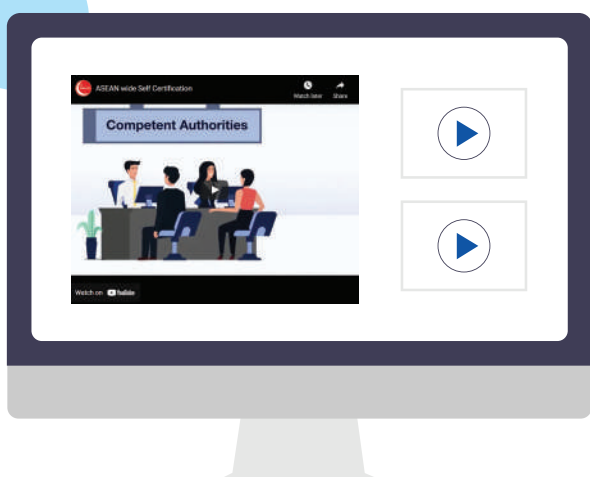 ASEAN wide Self Certification
Watch later
Share
Competent Authorities
Watch on YouTube